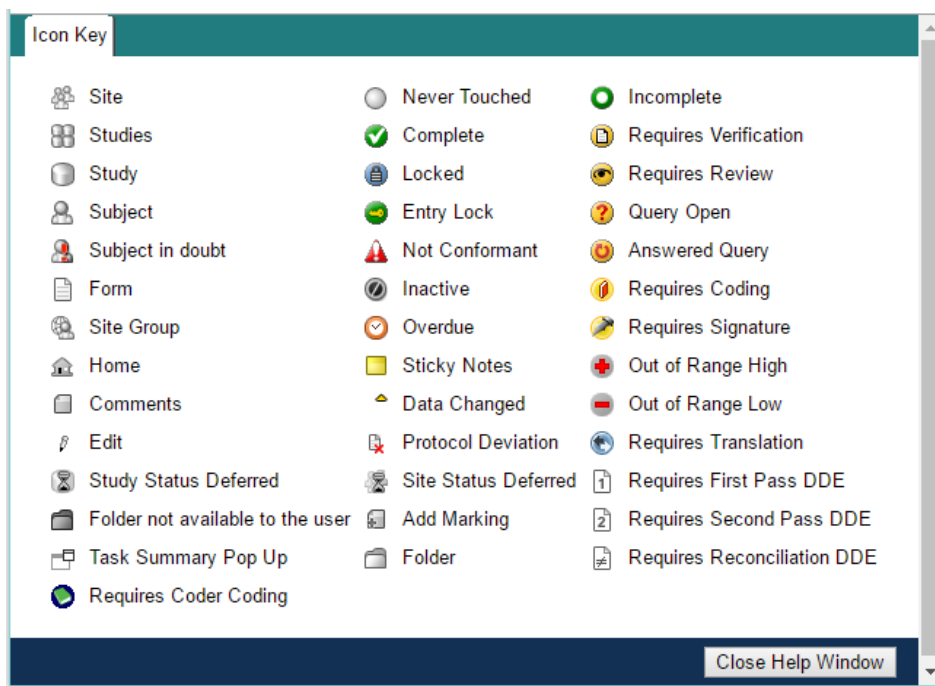 Icon Key
Site Never Touched Incomplete
Studies Complete Requires Verification
Study Locked Requires Review
Subject Entry Lock Query Open
Subject in doubt Not Conformant Answered Query
Form Inactive Requires Coding
Site Group Overdue Requires Signature
Home Sticky Notes Out of Range High
Comments Data Changed Out of Range Low
Edit Protocol Deviation Requires Translation
Study Status Deferred Site Status Deferred 1 Requires First Pass DDE
Folder not available to the user Add Marking 2 Requires Second Pass DDE
Task Summary Pop Up Folder ≠ Requires Reconciliation DDE
Requires Coder Coding
Close Help Window